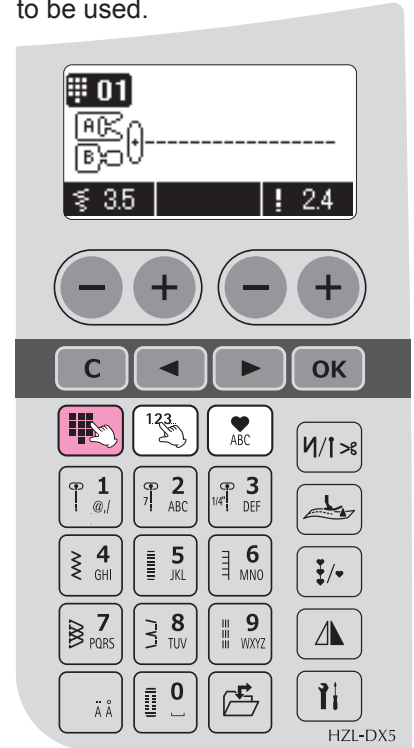 to be used.
01
A
B
3.5 2.4
C OK
123 ABC
1 @,/ 7 2 ABC 1/4" 3 DEF
4 GHI 5 JKL 6 MNO
7 PQRS 8 TUV 9 WXYZ
Ä Å 0
HZL-DX5